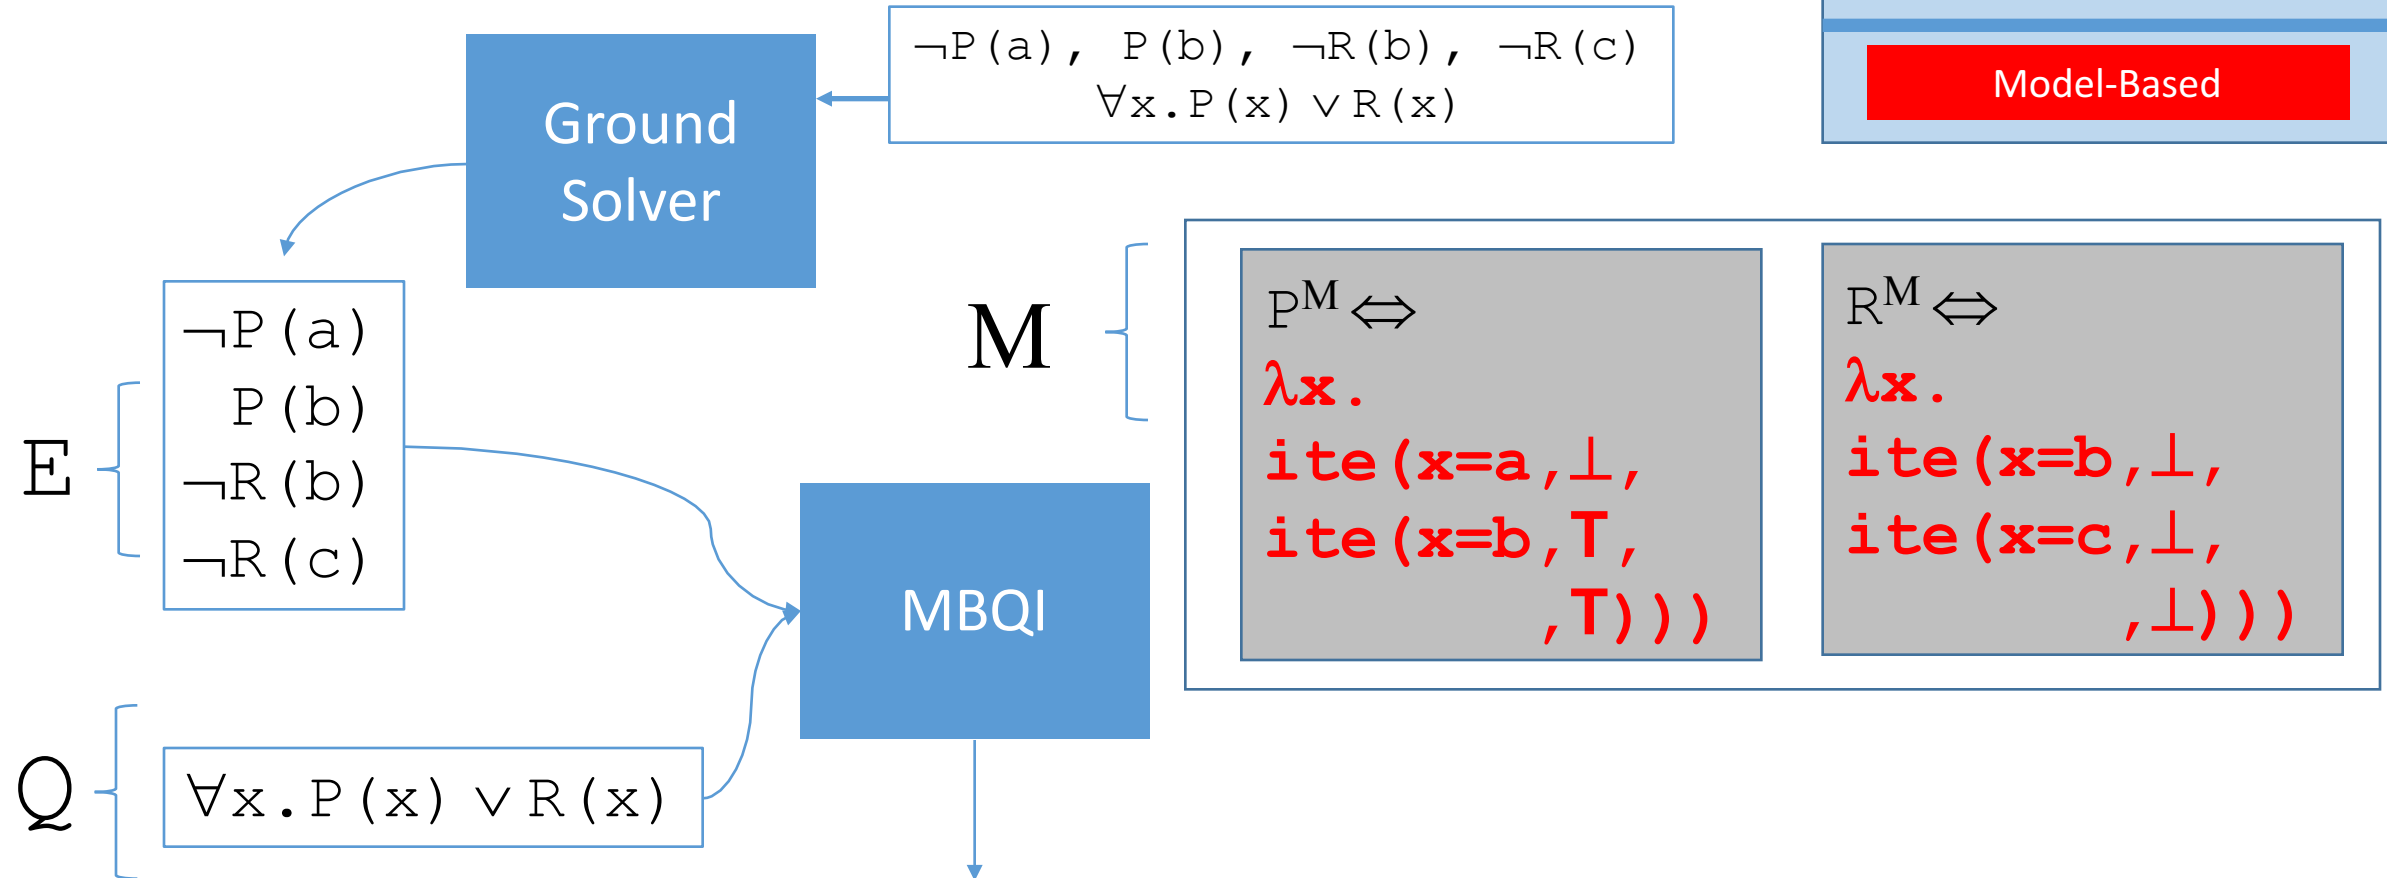 ¬P(a), P(b), ¬R(b), ¬R(c)
∀x.P(x)∨R(x)
Model-Based
Ground
Solver
¬P(a)
P(b)
¬R(b)
¬R(c)
E
M
P^M ⇔
λx.
ite(x=a,⊥,
ite(x=b,T,
,T)))
R^M ⇔
λx.
ite(x=b,⊥,
ite(x=c,⊥,
,⊥)))
MBQI
Q
∀x.P(x)∨R(x)